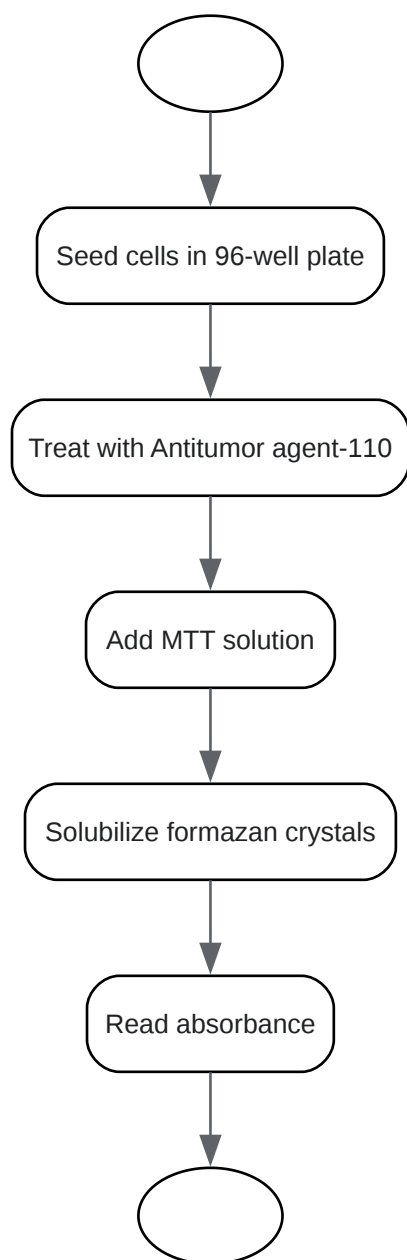 Seed cells in 96-well plate
Treat with Antitumor agent-110
Add MTT solution
Solubilize formazan crystals
Read absorbance